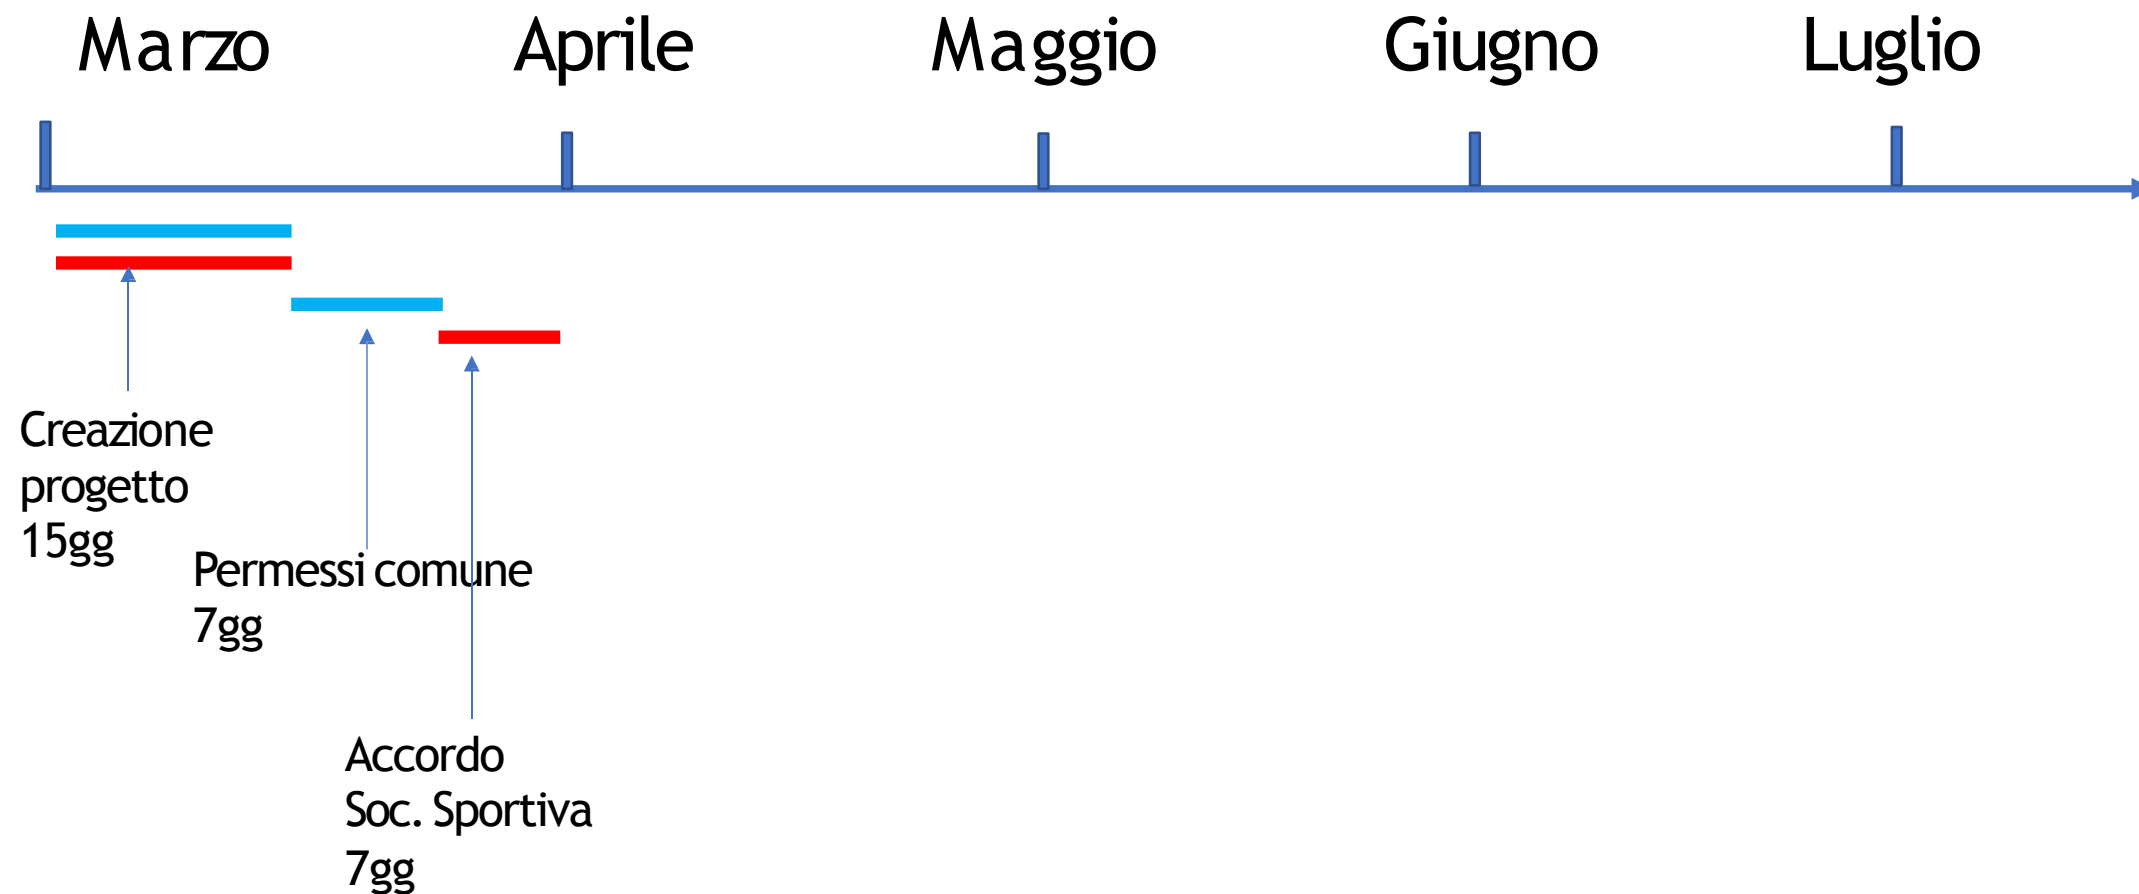 Marzo Aprile Maggio Giugno Luglio
Creazione
progetto
15gg
Permessi comune
7gg
Accordo
Soc. Sportiva
7gg